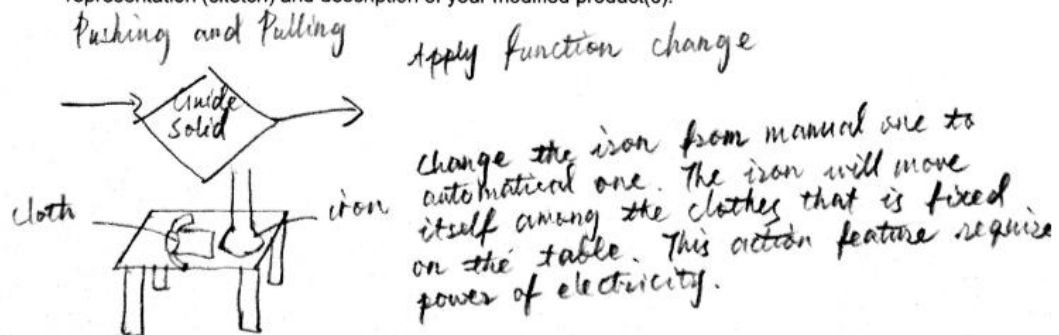 representation (sketch) and description of your modified product(s).
Pushing and Pulling
Apply function change
Guide
Solid
cloth
iron
change the iron from manual one to
automatical one. The iron will move
itself among the clothes that is fixed
on the table. This action feature require
power of electricity.